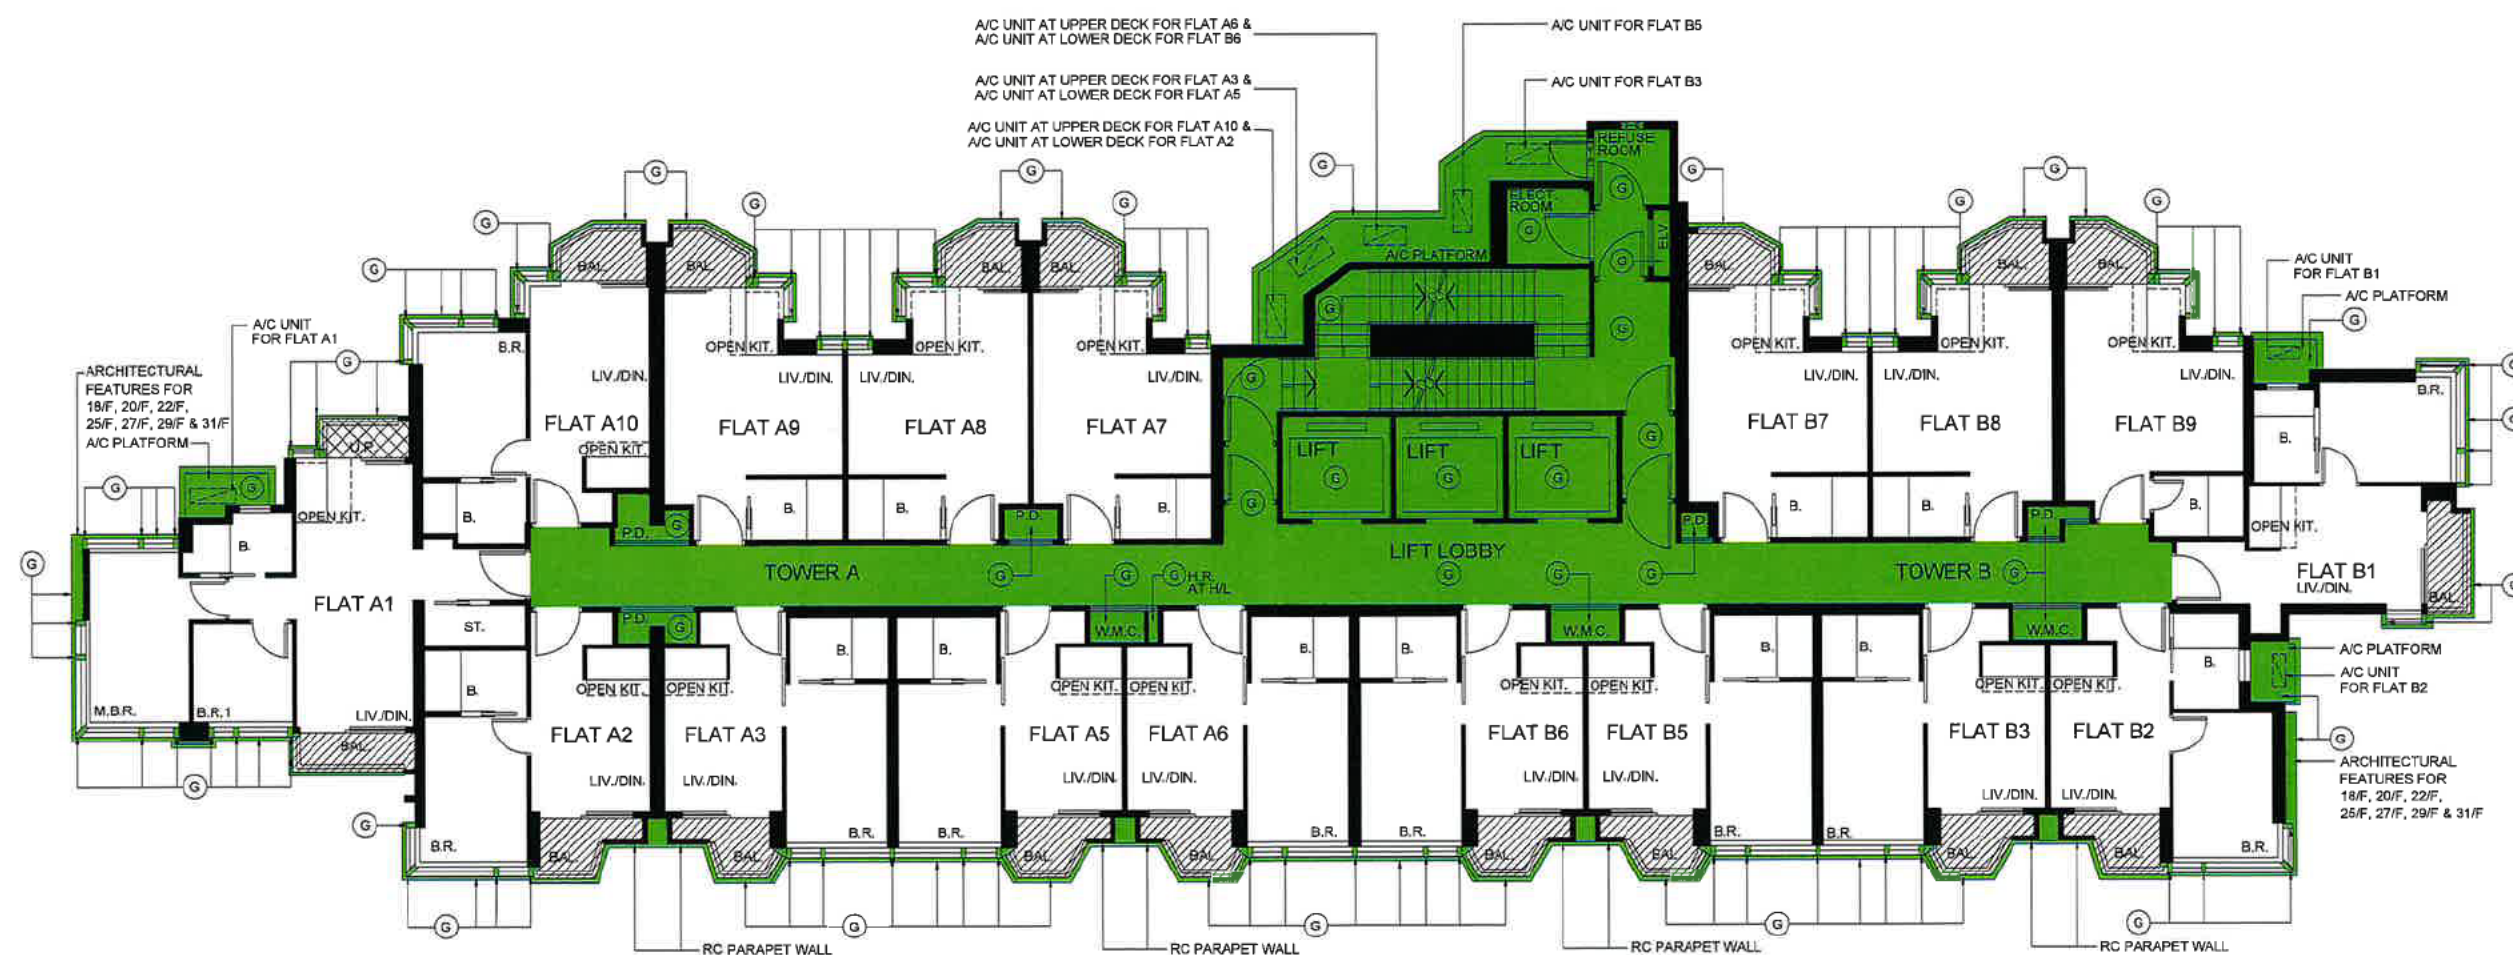 A/C UNIT AT UPPER DECK FOR FLAT A6 &
A/C UNIT AT LOWER DECK FOR FLAT B6
A/C UNIT FOR FLAT B5
A/C UNIT AT UPPER DECK FOR FLAT A3 &
A/C UNIT AT LOWER DECK FOR FLAT A5
A/C UNIT FOR FLAT B3
A/C UNIT AT UPPER DECK FOR FLAT A10 &
A/C UNIT AT LOWER DECK FOR FLAT A2
REFUSE
ROOM
ELECT.
ROOM
ELV.
A/C PLATFORM
G
G
G
G
G
G
G
G
G
G
G
G
BAL.
BAL.
BAL.
BAL.
BAL.
BAL.
BAL.
A/C UNIT
FOR FLAT B1
A/C PLATFORM
G
A/C UNIT
FOR FLAT A1
ARCHITECTURAL
FEATURES FOR
18/F, 20/F, 22/F,
25/F, 27/F, 29/F & 31/F
A/C PLATFORM
G
G
G
U.P.
B.R.
OPEN KIT.
OPEN KIT.
OPEN KIT.
OPEN KIT.
OPEN KIT.
OPEN KIT.
LIV./DIN.
LIV./DIN.
LIV./DIN.
LIV./DIN.
LIV./DIN.
LIV./DIN.
LIV./DIN.
B.R.
FLAT A10
FLAT A9
FLAT A8
FLAT A7
FLAT B7
FLAT B8
FLAT B9
OPEN KIT.
LIFT
LIFT
LIFT
G
G
G
G
G
G
G
G
G
G
G
B.
B.
B.
B.
B.
B.
B.
B.
B.
OPEN KIT.
OPEN KIT.
P.D.
G
P.D.
P.D.
P.D.
LIFT LOBBY
TOWER A
G
G
G
H.R.
AT H/L
G
G
G
TOWER B
G
FLAT A1
FLAT B1
LIV./DIN.
BAL.
G
G
ST.
P.D.
G
W.M.C.
W.M.C.
W.M.C.
B.
B.
B.
B.
B.
B.
B.
B.
B.
OPEN KIT.
OPEN KIT.
OPEN KIT.
OPEN KIT.
OPEN KIT.
OPEN KIT.
OPEN KIT.
OPEN KIT.
A/C PLATFORM
A/C UNIT
FOR FLAT B2
M.B.R.
B.R.1
LIV./DIN.
BAL.
FLAT A2
FLAT A3
FLAT A5
FLAT A6
FLAT B6
FLAT B5
FLAT B3
FLAT B2
G
ARCHITECTURAL
FEATURES FOR
18/F, 20/F, 22/F,
25/F, 27/F, 29/F & 31/F
LIV./DIN.
LIV./DIN.
LIV./DIN.
LIV./DIN.
LIV./DIN.
LIV./DIN.
LIV./DIN.
LIV./DIN.
G
G
B.R.
B.R.
B.R.
B.R.
B.R.
B.R.
B.R.
B.R.
BAL.
BAL.
BAL.
BAL.
BAL.
BAL.
BAL.
BAL.
G
G
G
G
G
RC PARAPET WALL
RC PARAPET WALL
RC PARAPET WALL
RC PARAPET WALL